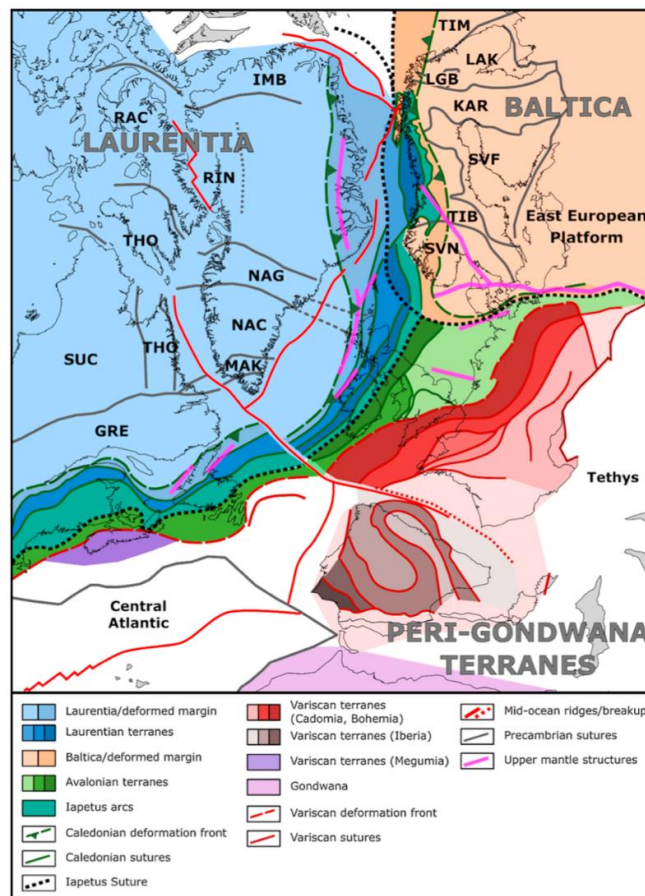 TIM
LAK
IMB
LGB
BALTICA
KAR
RAC
LAURENTIA
SVF
RIN
TIB
East European
Platform
THO
SVN
NAG
NAC
SUC
THO
MAK
GRE
Tethys
Central
Atlantic
PERI-GONDWANA
TERRANES
Laurentia/deformed margin
Laurentian terranes
Baltica/deformed margin
Avalonian terranes
Iapetus arcs
Caledonian deformation front
Caledonian sutures
Iapetus Suture
Variscan terranes
(Cadomia, Bohemia)
Variscan terranes (Iberia)
Variscan terranes (Megumia)
Gondwana
Variscan deformation front
Variscan sutures
Mid-ocean ridges/breakup
Precambrian sutures
Upper mantle structures